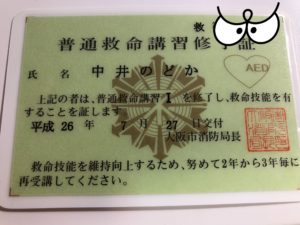 救
普通救命講習修 証
AED
氏 名 中井のどか
上記の者は、普通救命講習 I を修了し、救命技能を有
することを証します。
平成 26 年 7 月 27 日交付
大阪市消防局長
救命技能を維持向上するため、努めて2年から3年毎に
再受講してください。